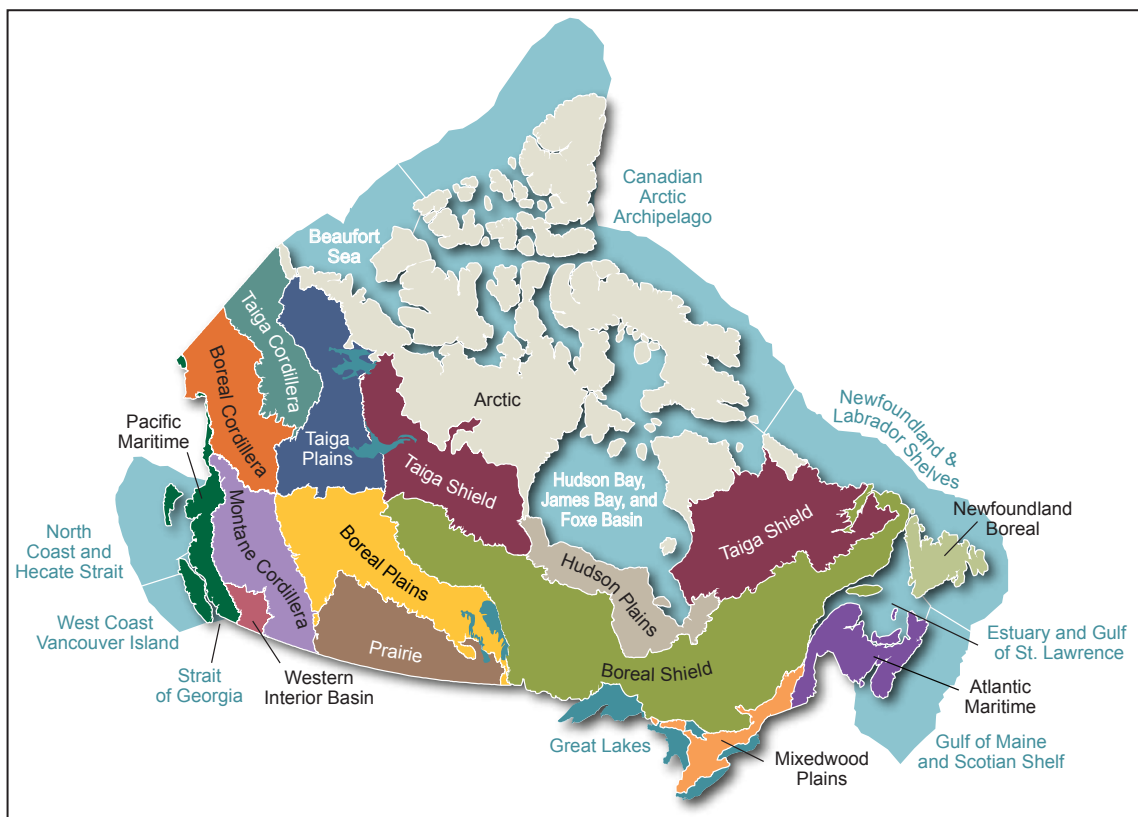 Canadian
Arctic
Archipelago
Beaufort
Sea
Taiga Cordillera
Boreal Cordillera
Arctic
Newfoundland &
Labrador Shelves
Pacific
Maritime
Taiga
Plains
Taiga Shield
Hudson Bay,
James Bay, and
Foxe Basin
Newfoundland
Boreal
North
Coast and
Hecate Strait
Montane Cordillera
Boreal Plains
Hudson Plains
Taiga Shield
West Coast
Vancouver Island
Strait
of Georgia
Western
Interior Basin
Prairie
Boreal Shield
Estuary and Gulf
of St. Lawrence
Atlantic
Maritime
Great Lakes
Mixedwood
Plains
Gulf of Maine
and Scotian Shelf